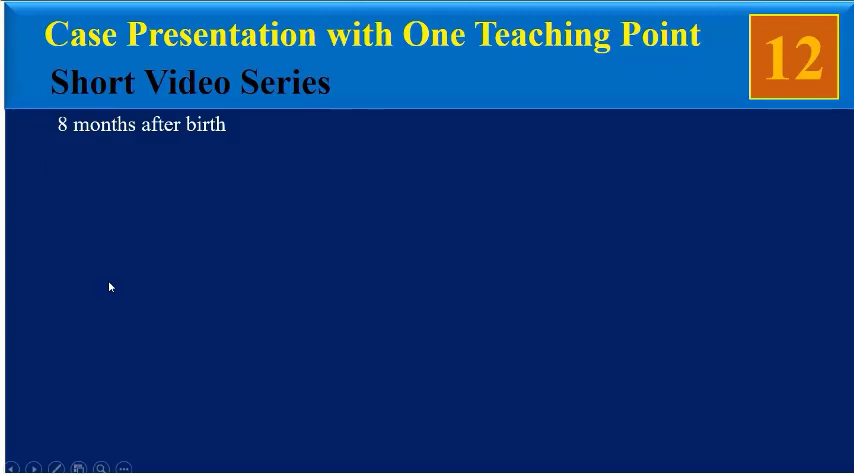 Case Presentation with One Teaching Point
Short Video Series
12
8 months after birth